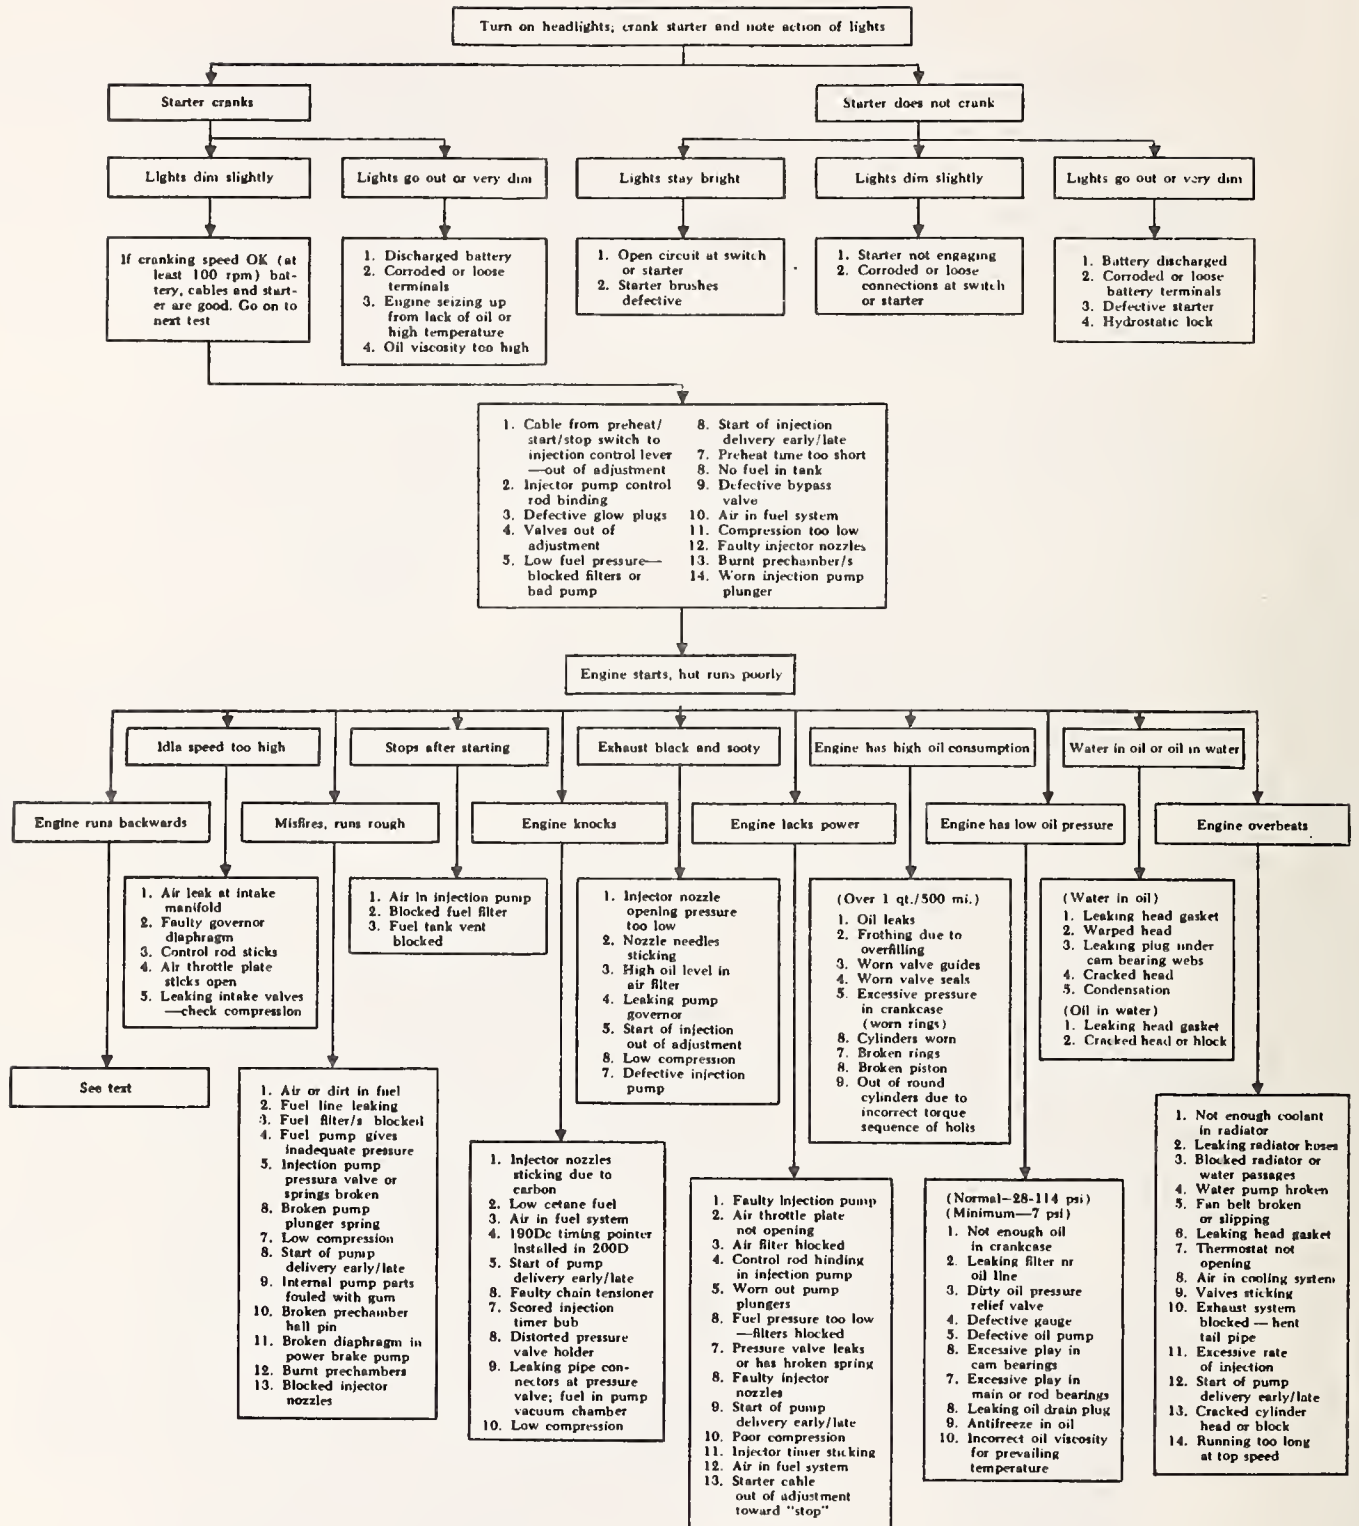 Turn on headlights; crank starter and note action of lights
Starter cranks
Starter does not crank
Lights dim slightly
Lights go out or very dim
Lights stay bright
Lights dim slightly
Lights go out or very dim
If cranking speed OK (at
least 100 rpm) bat-
tery, cables and start-
er are good. Go on to
next test
1. Discharged battery
2. Corroded or loose
terminals
3. Engine seizing up
from lack of oil or
high temperature
4. Oil viscosity too high
1. Open circuit at switch
or starter
2. Starter brushes
defective
1. Starter not engaging
2. Corroded or loose
connections at switch
or starter
1. Battery discharged
2. Corroded or loose
battery terminals
3. Defective starter
4. Hydrostatic lock
1. Cable from preheat/
start/stop switch to
injection control lever
—out of adjustment
2. Injector pump control
rod binding
3. Defective glow plugs
4. Valves out of
adjustment
5. Low fuel pressure—
blocked filters or
bad pump
8. Start of injection
delivery early/late
7. Preheat time too short
8. No fuel in tank
9. Defective bypass
valve
10. Air in fuel system
11. Compression too low
12. Faulty injector nozzles
13. Burnt prechamber/s
14. Worn injection pump
plunger
Engine starts, but runs poorly
Idla speed too high
Stops after starting
Exhaust black and sooty
Engine has high oil consumption
Water in oil or oil in water
Engine runs backwards
Misfires, runs rough
Engine knocks
Engine lacks power
Engine has low oil pressure
Engine overbeats
1. Air leak at intake
manifold
2. Faulty governor
diaphragm
3. Control rod sticks
4. Air throttle plate
sticks open
5. Leaking intake valves
—check compression
1. Air In injection pump
2. Blocked fuel filter
3. Fuel tank vent
blocked
1. Injector nozzle
opening pressure
too low
2. Nozzle needles
sticking
3. High oil level in
air filter
4. Leaking pump
governor
5. Start of injection
out of adjustment
8. Low compression
7. Defective injection
pump
(Over 1 qt./500 mi.)
1. Oil leaks
2. Frothing due to
overfilling
3. Worn valve guides
4. Worn valve seals
5. Excessive pressure
in crankcase
(worn rings)
8. Cylinders worn
7. Broken rings
8. Broken piston
9. Out of round
cylinders due to
incorrect torque
sequence of holts
(Water in oil)
1. Leaking head gasket
2. Warped head
3. Leaking plug under
cam bearing webs
4. Cracked head
5. Condensation
(Oil in water)
1. Leaking head gasket
2. Cracked head or hlock
See text
1. Air or dirt in fuel
2. Fuel line leaking
3. Fuel filter/s blocked
4. Fuel pump gives
inadequate pressure
5. Injection pump
pressura valve or
springs broken
8. Broken pump
plunger spring
7. Low compression
8. Start of pump
delivery early/late
9. Internal pump parts
fouled with gum
10. Broken prechamber
hall pin
11. Broken diaphragm in
power brake pump
12. Burnt prechambers
13. Blocked injector
nozzles
1. Injector nozzles
sticking due to
carbon
2. Low cetane fuel
3. Air in fuel system
4. 190Dc timing pointer
Installed in 200D
5. Start of pump
delivery early/late
8. Faulty chain tensioner
7. Scored injection
timer bub
8. Distorted pressure
valve holder
9. Leaking pipe con-
nectors at pressure
valve; fuel in pump
vacuum chamber
10. Low compression
1. Faulty Injection pump
2. Air throttle plate
not opening
3. Air filter hlocked
4. Control rod hinding
in injection pump
5. Worn out pump
plungers
8. Fuel pressure too low
—filters hlocked
7. Pressure valve leaks
or has hroken spring
8. Faulty injector
nozzles
9. Start of pump
delivery early/late
10. Poor compression
11. Injector timer sticking
12. Air in fuel system
13. Starter cahle
out of adjustment
toward "stop"
(Normal—28-114 psi)
(Minimum—7 psi)
1. Not enough oil
in crankcase
2. Leaking filter nr
oil line
3. Dirty oil pressure
relief valve
4. Defective gauge
5. Defective oil pump
8. Excessive play in
cam bearings
7. Excessive play in
main or rod bearings
8. Leaking oil drain plug
9. Antifreeze in oil
10. Incorrect oil viscosity
for prevailing
temperature
1. Not enough coolant
in radiator
2. Leaking radiator hoses
3. Blocked radiator or
water passages
4. Water pump hroken
5. Fan belt broken
or slipping
6. Leaking head gasket
7. Thermostat not
opening
8. Air in cooling system
9. Valves sticking
10. Exhaust system
blocked — hent
tail pipe
11. Excessive rate
of injection
12. Start of pump
delivery early/late
13. Cracked cylinder
head or block
14. Running too long
at top speed